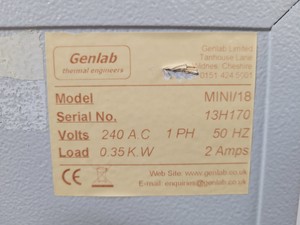 Genlab
thermal engineers
Genlab Limited
Tanhouse Lane
Widnes, Cheshire
0151 424 5001
Model MINI/18
Serial No. 13H170
Volts 240 A.C 1 PH. 50 HZ
Load 0.35 K.W 2 Amps
CE
Web Site: www.genlab.co.uk
E-mail: enquires@genlab.co.uk